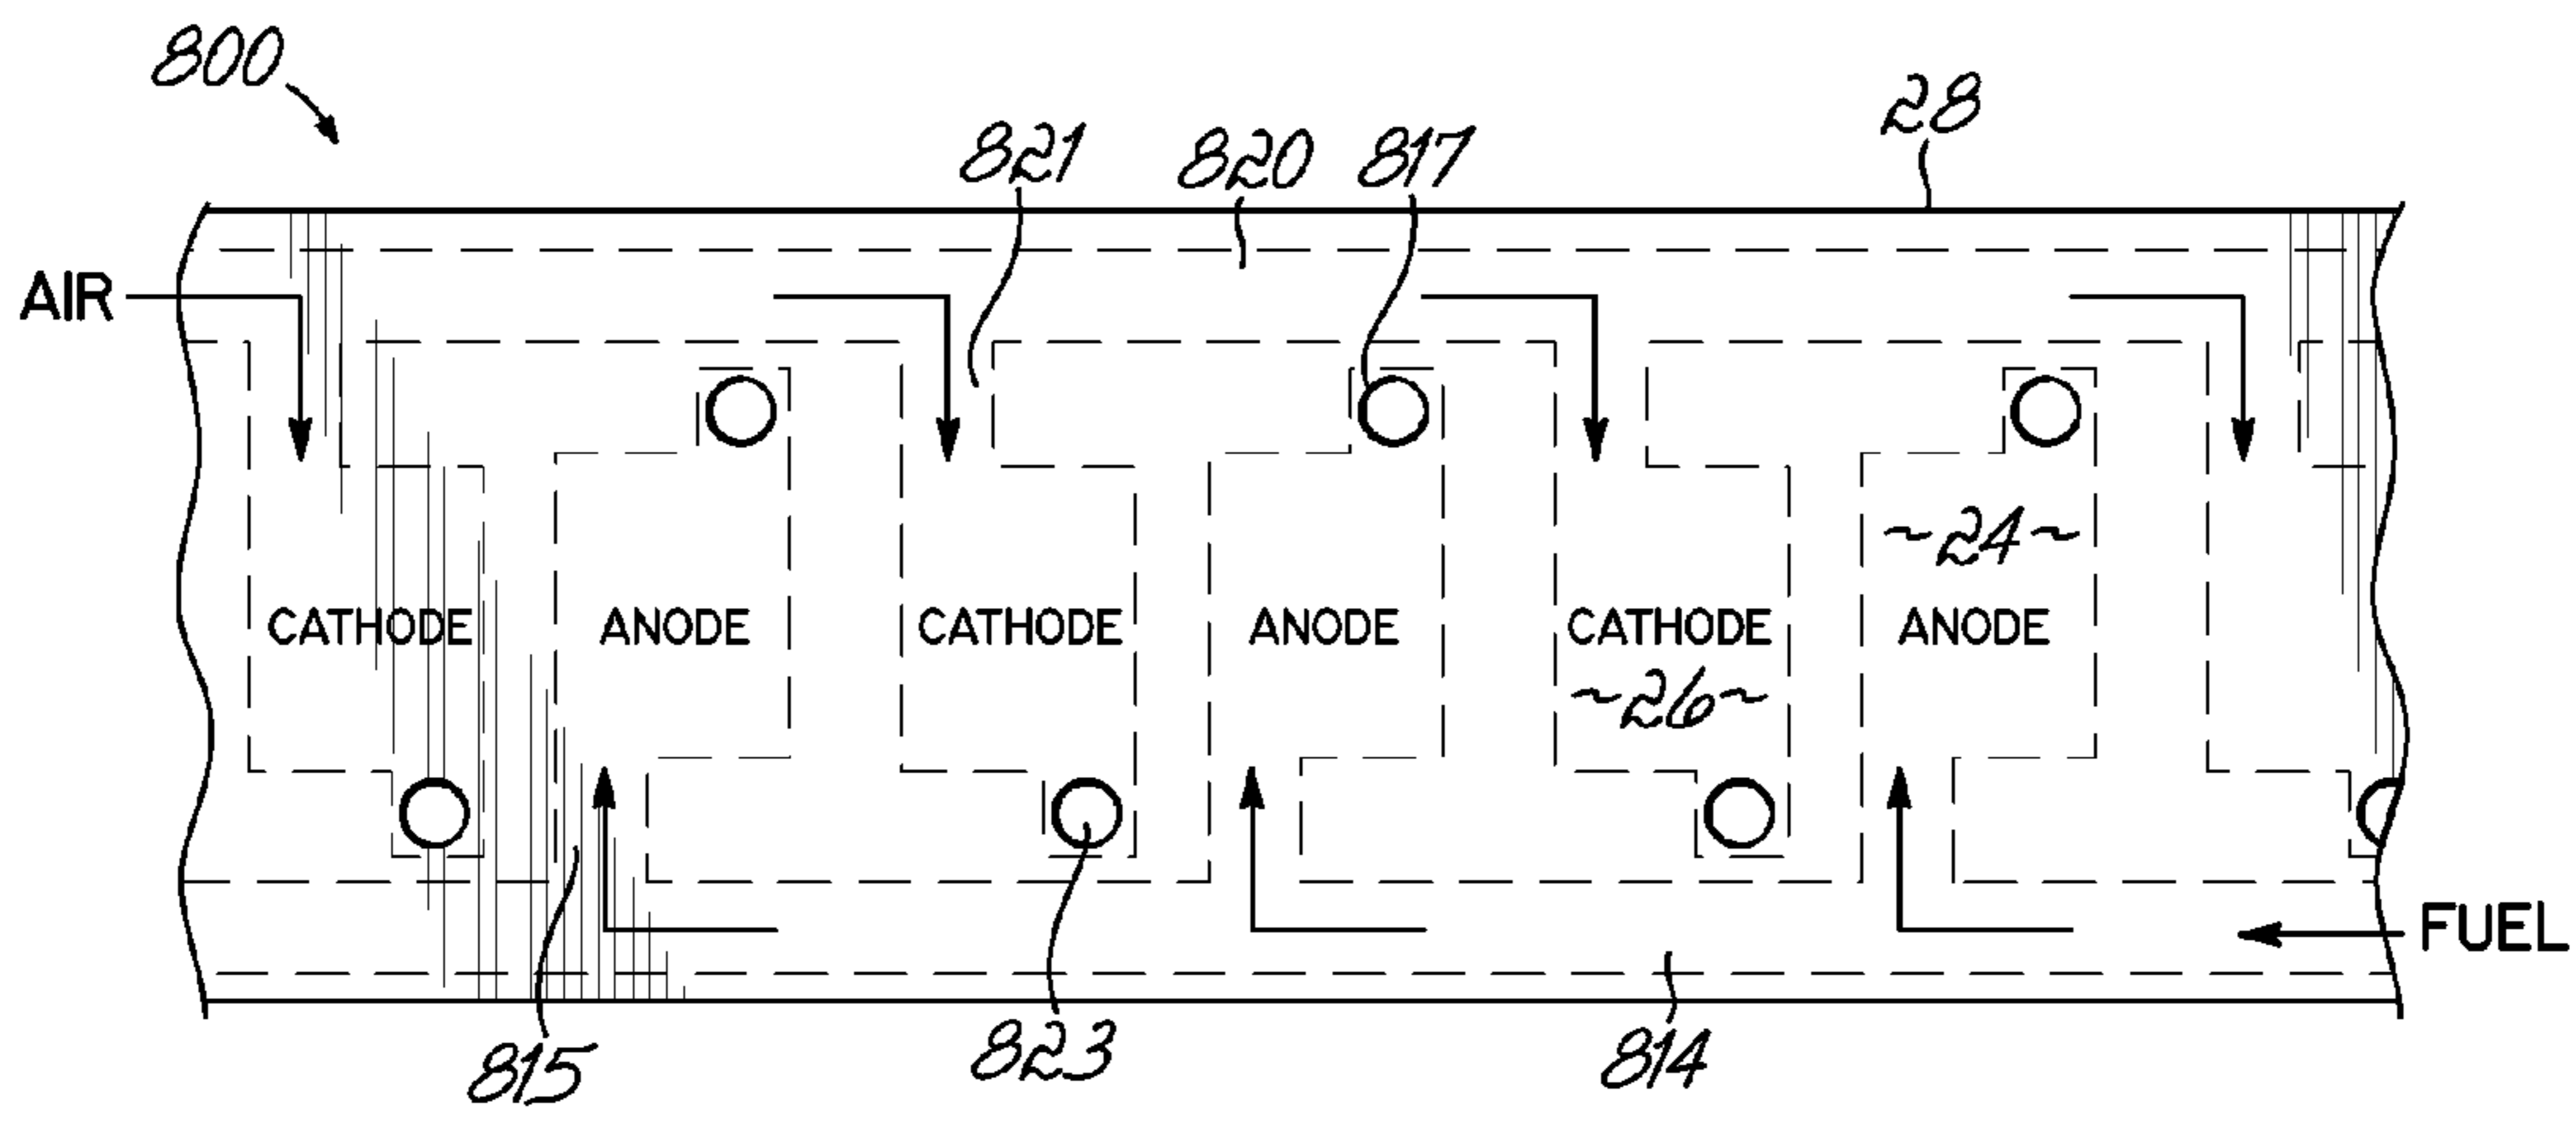 800
28
821 820 817
AIR
~24~
CATHODE ANODE CATHODE ANODE CATHODE ANODE
~26~
FUEL
815 823 814